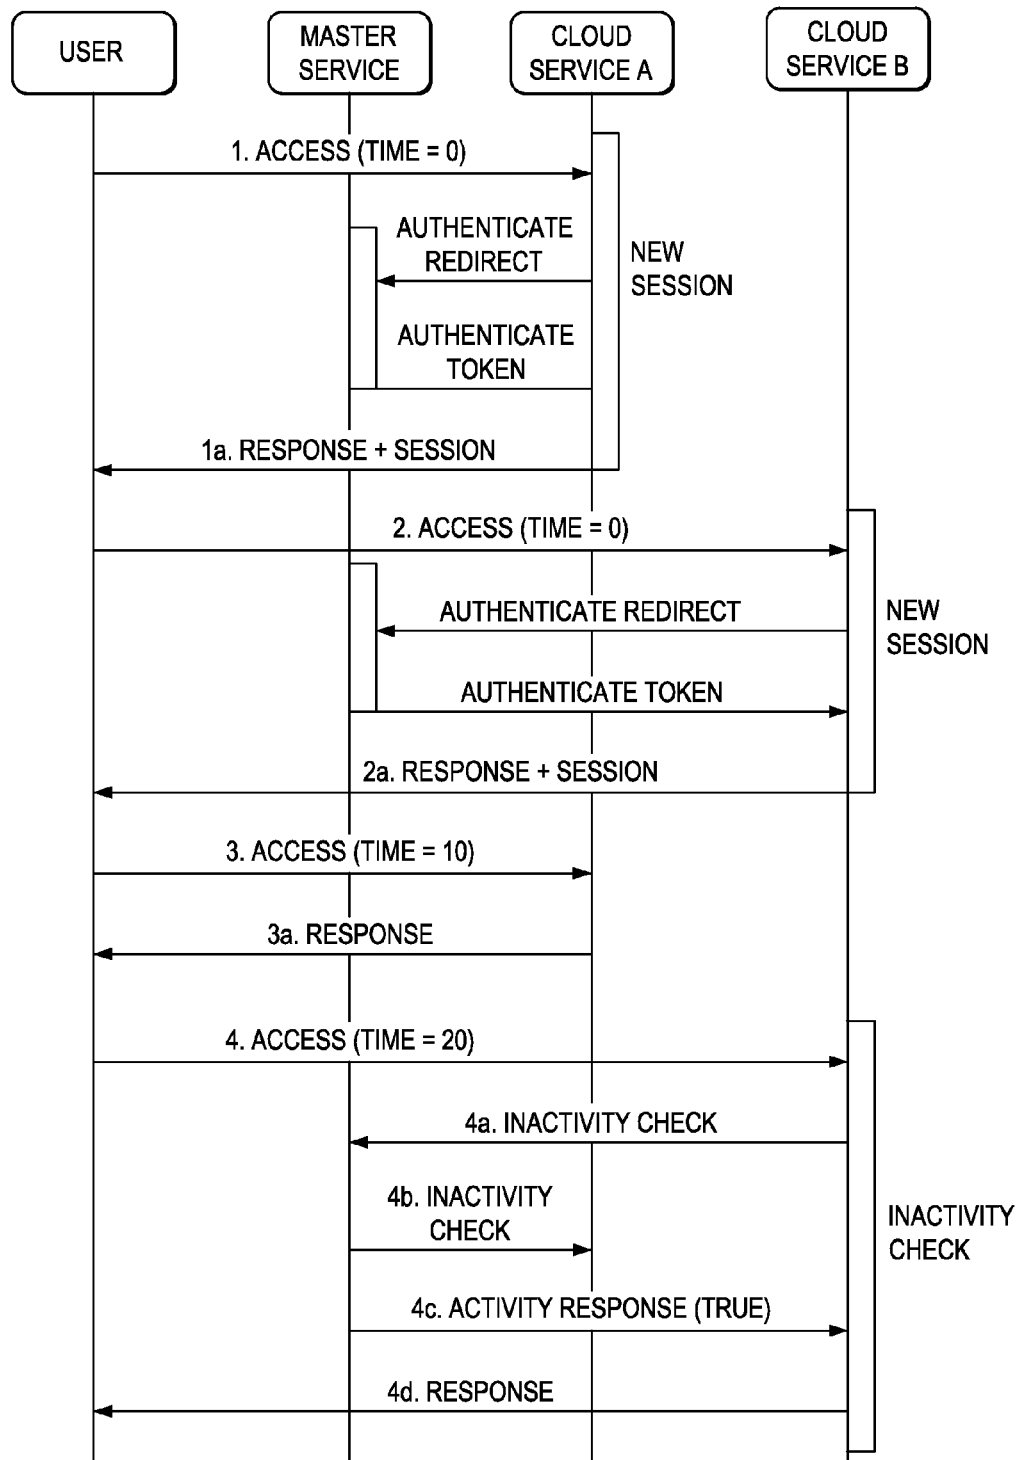 USER
MASTER
SERVICE
CLOUD
SERVICE A
CLOUD
SERVICE B
1. ACCESS (TIME = 0)
AUTHENTICATE
REDIRECT
NEW
SESSION
AUTHENTICATE
TOKEN
1a. RESPONSE + SESSION
2. ACCESS (TIME = 0)
AUTHENTICATE REDIRECT
NEW
SESSION
AUTHENTICATE TOKEN
2a. RESPONSE + SESSION
3. ACCESS (TIME = 10)
3a. RESPONSE
4. ACCESS (TIME = 20)
4a. INACTIVITY CHECK
4b. INACTIVITY
CHECK
INACTIVITY
CHECK
4c. ACTIVITY RESPONSE (TRUE)
4d. RESPONSE